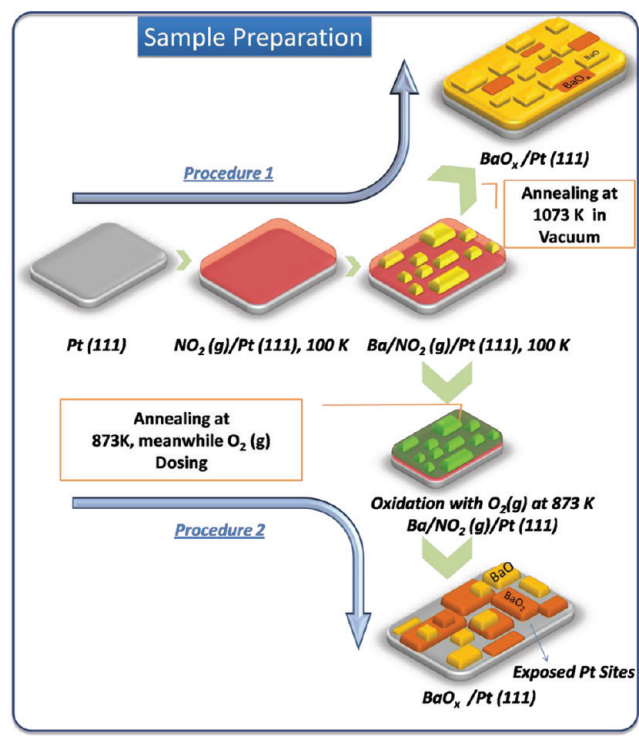 Sample Preparation
BaO
BaOₓ
BaOₓ/Pt (111)
Procedure 1
Annealing at
1073 K in
Vacuum
Pt (111)
NO₂ (g)/Pt (111), 100 K
Ba/NO₂ (g)/Pt (111), 100 K
Annealing at
873K, meanwhile O₂ (g)
Dosing
Oxidation with O₂(g) at 873 K
Ba/NO₂ (g)/Pt (111)
Procedure 2
BaO
BaO₂
Exposed Pt Sites
BaOₓ /Pt (111)